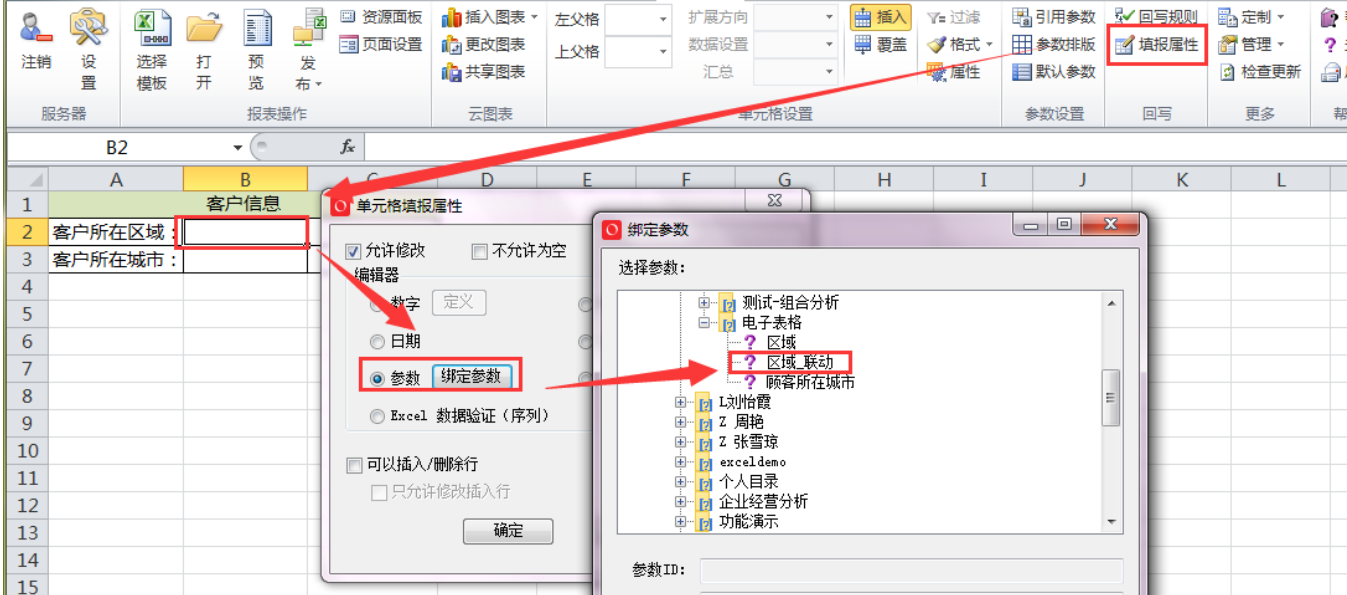 注销
设置
服务器
选择模板
打开
预览
发布
资源面板
页面设置
报表操作
插入图表
更改图表
共享图表
云图表
左父格
上父格
扩展方向
数据设置
汇总
插入
覆盖
过滤
格式
属性
单元格设置
引用参数
参数排版
默认参数
参数设置
回写规则
填报属性
回写
定制
管理
检查更新
更多
B2
fx
A B C D E F G H I J K L
1 客户信息
2 客户所在区域：
3 客户所在城市：
4
5
6
7
8
9
10
11
12
13
14
15
单元格填报属性
允许修改 不允许为空
编辑器
数字 定义
日期
参数 绑定参数
Excel 数据验证（序列）
可以插入/删除行
只允许修改插入行
确定
绑定参数
选择参数:
测试-组合分析
电子表格
区域
区域_联动
顾客所在城市
L刘怡霞
Z 周艳
Z 张雪琼
exceldemo
个人目录
企业经营分析
功能演示
参数ID: